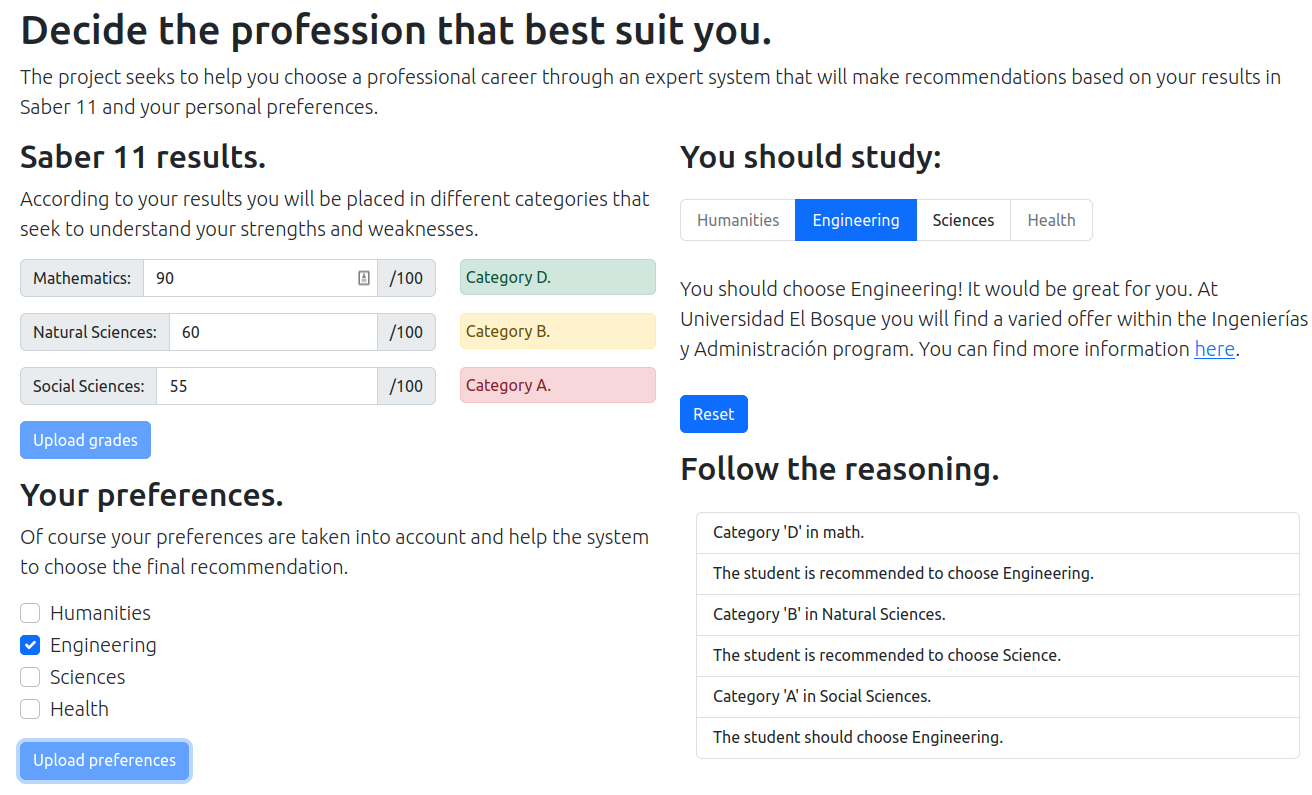 Decide the profession that best suit you.
The project seeks to help you choose a professional career through an expert system that will make recommendations based on your results in
Saber 11 and your personal preferences.
Saber 11 results.
According to your results you will be placed in different categories that
seek to understand your strengths and weaknesses.
Mathematics: 90 /100 Category D.
Natural Sciences: 60 /100 Category B.
Social Sciences: 55 /100 Category A.
Upload grades
Your preferences.
Of course your preferences are taken into account and help the system
to choose the final recommendation.
Humanities
Engineering
Sciences
Health
Upload preferences
You should study:
Humanities Engineering Sciences Health
You should choose Engineering! It would be great for you. At
Universidad El Bosque you will find a varied offer within the Ingenierías
y Administración program. You can find more information here.
Reset
Follow the reasoning.
Category 'D' in math.
The student is recommended to choose Engineering.
Category 'B' in Natural Sciences.
The student is recommended to choose Science.
Category 'A' in Social Sciences.
The student should choose Engineering.